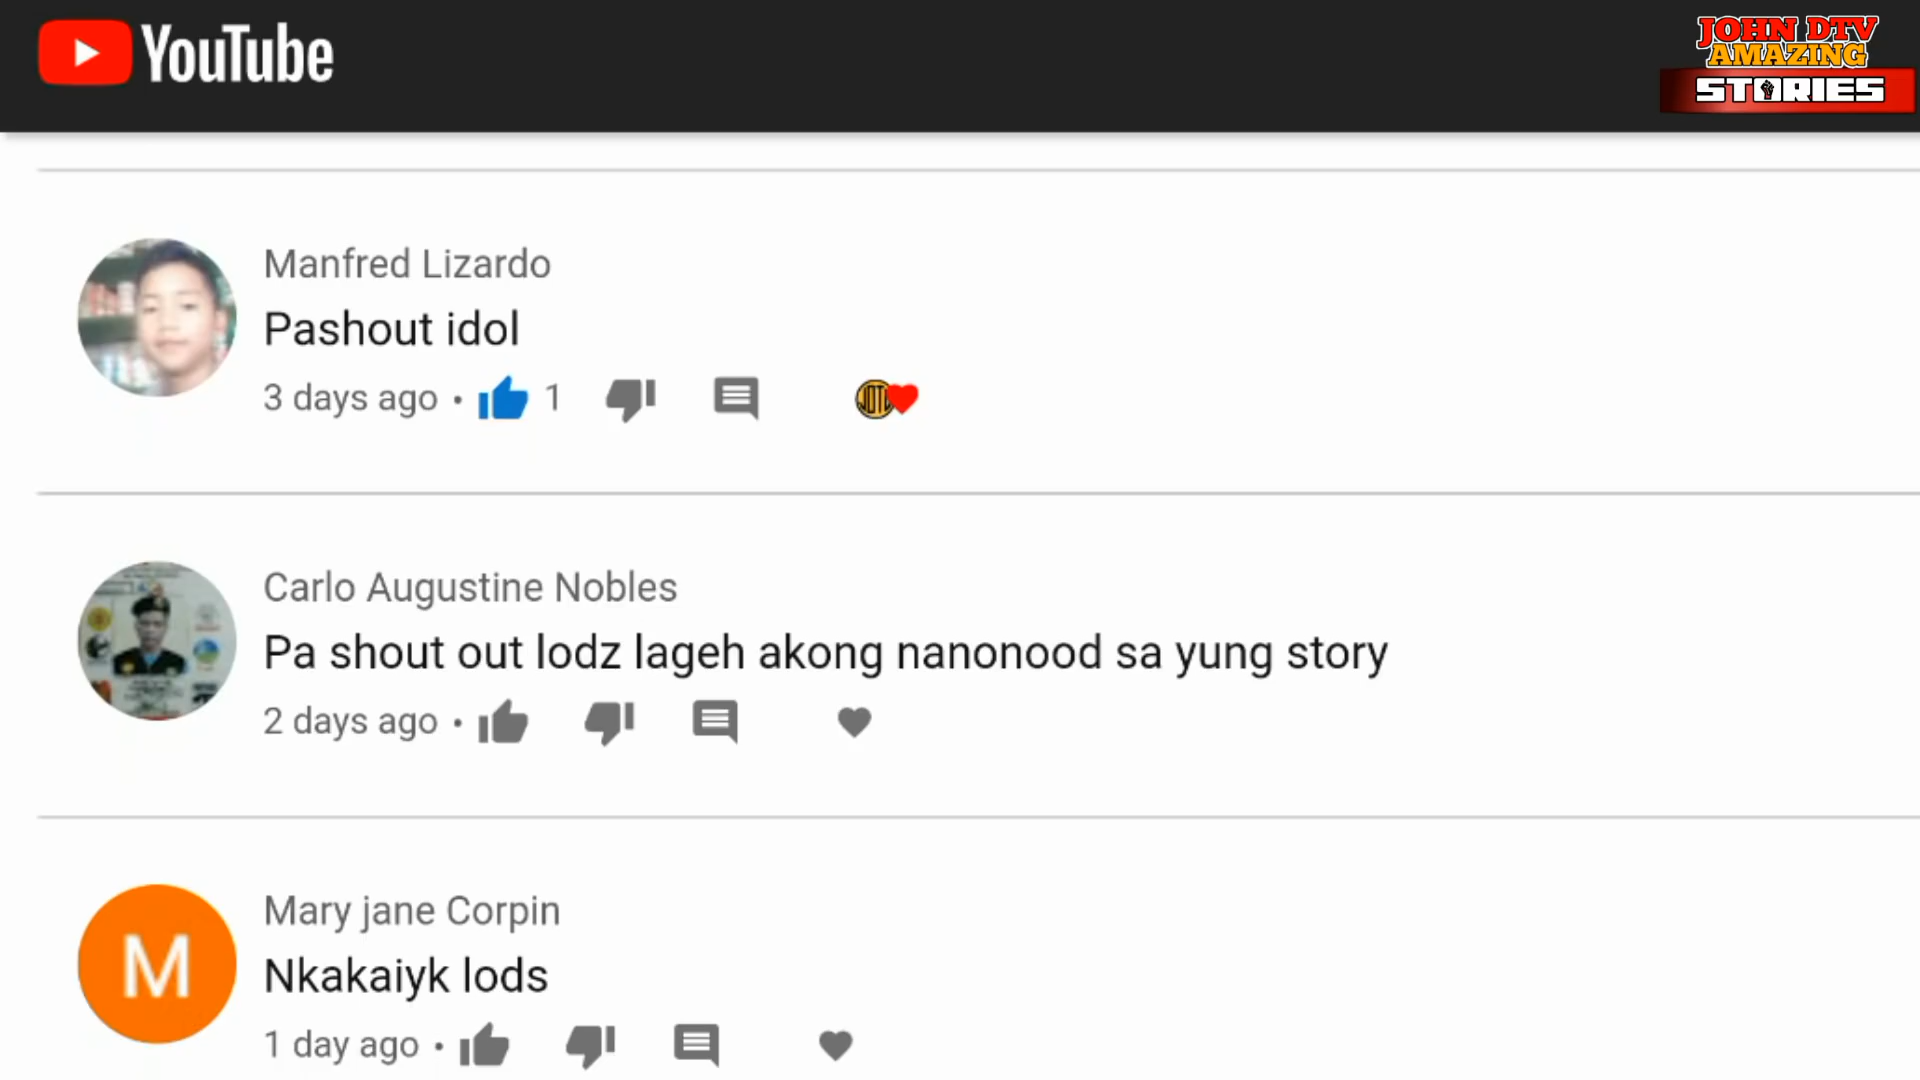 YouTube
JOHN DTV
AMAZING
STORIES
Manfred Lizardo
Pashout idol
3 days ago • 1
Carlo Augustine Nobles
Pa shout out lodz lageh akong nanonood sa yung story
2 days ago •
M
Mary jane Corpin
Nkakaiyk lods
1 day ago •